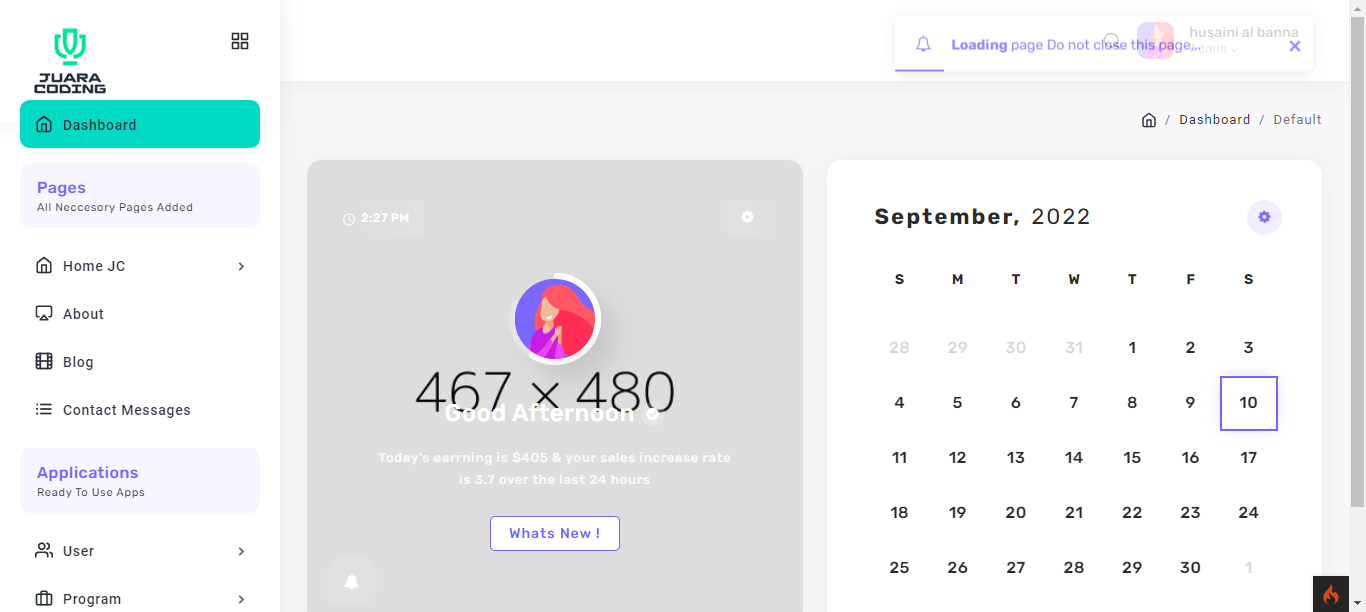 JUARA
CODING
Dashboard
Pages
All Neccesory Pages Added
Home JC
About
Blog
Contact Messages
Applications
Ready To Use Apps
User
Program
Loading page Do not close this page...
husaini al banna
Admin
Dashboard / Default
2:27 PM
467 × 480
Good Afternoon
Today's earrning is $405 & your sales increase rate
is 3.7 over the last 24 hours
Whats New !
September, 2022
S M T W T F S
28 29 30 31 1 2 3
4 5 6 7 8 9 10
11 12 13 14 15 16 17
18 19 20 21 22 23 24
25 26 27 28 29 30 1